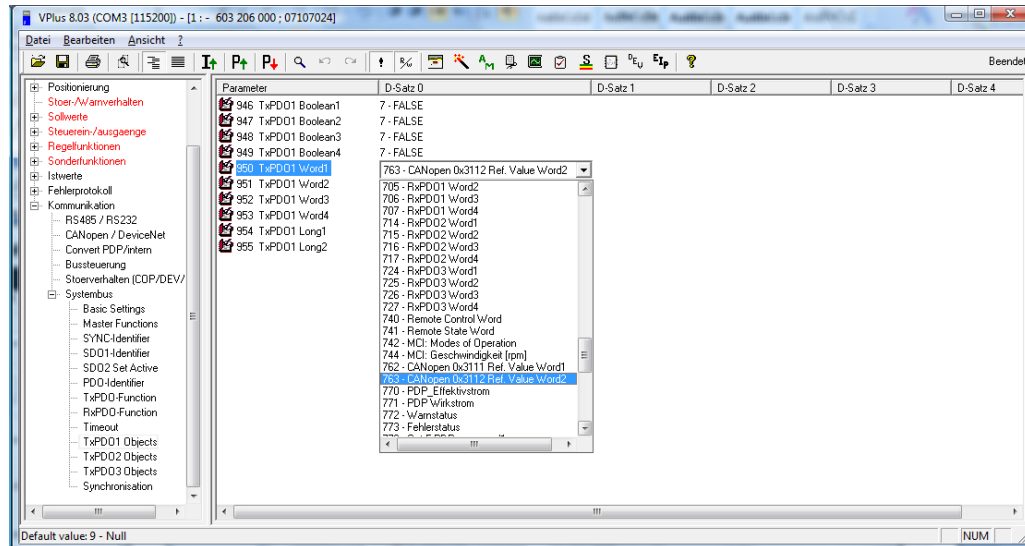 VPlus 8.03 (COM3 [115200]) - [1 : - 603 206 000 ; 07107024]
Datei Bearbeiten Ansicht ?
Beendet
Positionierung
Stoer-/Warnverhalten
Sollwerte
Steuerein-/ausgaenge
Regelfunktionen
Sonderfunktionen
Istwerte
Fehlerprotokoll
Kommunikation
RS485 / RS232
CANopen / DeviceNet
Convert PDP/intern
Bussteuerung
Stoerverhalten (COP/DEV/
Systembus
Basic Settings
Master Functions
SYNC-Identifier
SDO1-Identifier
SDO2 Set Active
PDO-Identifier
TxPDO-Function
RxPDO-Function
Timeout
TxPDO1 Objects
TxPDO2 Objects
TxPDO3 Objects
Synchronisation
Parameter D-Satz 0 D-Satz 1 D-Satz 2 D-Satz 3 D-Satz 4
946 TxPDO1 Boolean1 7 - FALSE
947 TxPDO1 Boolean2 7 - FALSE
948 TxPDO1 Boolean3 7 - FALSE
949 TxPDO1 Boolean4 7 - FALSE
950 TxPDO1 Word1 763 - CANopen 0x3112 Ref. Value Word2
951 TxPDO1 Word2
952 TxPDO1 Word3
953 TxPDO1 Word4
954 TxPDO1 Long1
955 TxPDO1 Long2
705 - RxPDO1 Word2
706 - RxPDO1 Word3
707 - RxPDO1 Word4
714 - RxPDO2 Word1
715 - RxPDO2 Word2
716 - RxPDO2 Word3
717 - RxPDO2 Word4
724 - RxPDO3 Word1
725 - RxPDO3 Word2
726 - RxPDO3 Word3
727 - RxPDO3 Word4
740 - Remote Control Word
741 - Remote State Word
742 - MCI: Modes of Operation
744 - MCI: Geschwindigkeit [rpm]
762 - CANopen 0x3111 Ref. Value Word1
763 - CANopen 0x3112 Ref. Value Word2
770 - PDP_Effektivstrom
771 - PDP Wirkstrom
772 - Warnstatus
773 - Fehlerstatus
Default value: 9 - Null
NUM